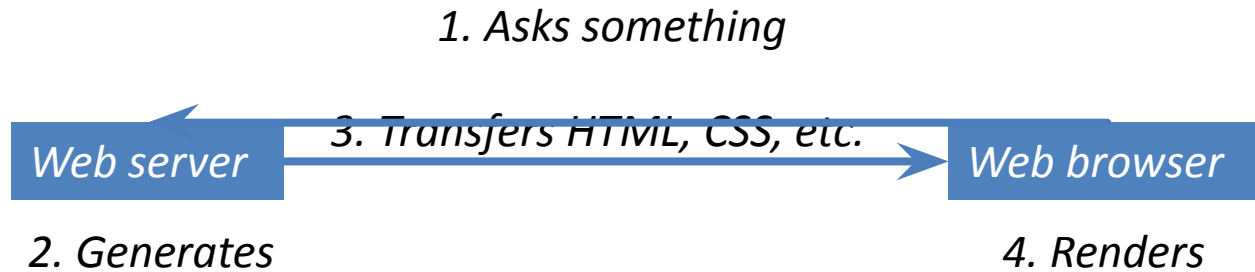 1. Asks something
3. Transfers HTML, CSS, etc.
Web server
Web browser
2. Generates
4. Renders